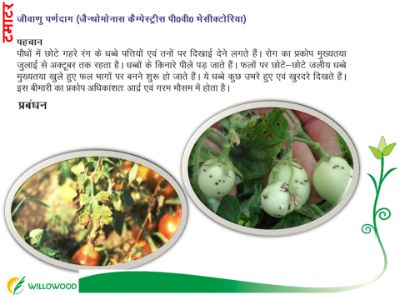 टमाटर
जीवाणु पर्णदाग (जैन्थोमोनास कैम्पेस्ट्रीस पी0वी0 भेसीक्टोरिया)
पहचान
पौधों में छोटे गहरे रंग के धब्बे पत्तियों एवं तनों पर दिखाई देने लगते हैं। रोग का प्रकोप मुख्यतया
जुलाई से अक्टूबर तक रहता है। धब्बों के किनारे पीले पड़ जाते हैं। फलों पर छोटे–छोटे जलीय धब्बे
मुख्यतया खुले हुए फल भागों पर बनने शुरू हो जाते हैं। ये धब्बे कुछ उभरे हुए एवं खुरदरे दिखते हैं।
इस बीमारी का प्रकोप अधिकांशतः आर्द्र एवं गरम मौसम में होता है।
प्रबंधन
WILLOWOOD